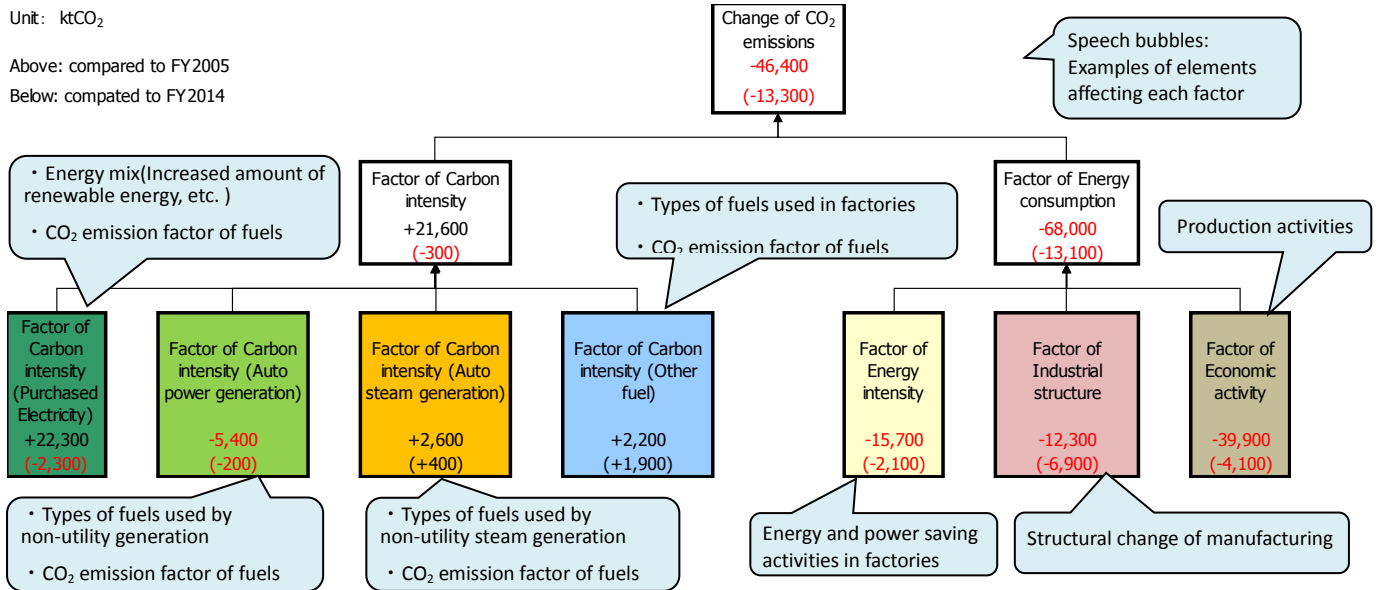 Unit: ktCO₂
Above: compared to FY2005
Below: compated to FY2014
Change of CO₂
emissions
-46,400
(-13,300)
Speech bubbles:
Examples of elements
affecting each factor
・Energy mix(Increased amount of
renewable energy, etc. )
・CO₂ emission factor of fuels
Factor of Carbon
intensity
+21,600
(-300)
・Types of fuels used in factories
・CO₂ emission factor of fuels
Factor of Energy
consumption
-68,000
(-13,100)
Production activities
Factor of
Carbon
intensity
(Purchased
Electricity)
+22,300
(-2,300)
Factor of Carbon
intensity (Auto
power generation)
-5,400
(-200)
Factor of Carbon
intensity (Auto
steam generation)
+2,600
(+400)
Factor of Carbon
intensity (Other
fuel)
+2,200
(+1,900)
Factor of
Energy
intensity
-15,700
(-2,100)
Factor of
Industrial
structure
-12,300
(-6,900)
Factor of
Economic
activity
-39,900
(-4,100)
・Types of fuels used by
non-utility generation
・CO₂ emission factor of fuels
・Types of fuels used by
non-utility steam generation
・CO₂ emission factor of fuels
Energy and power saving
activities in factories
Structural change of manufacturing